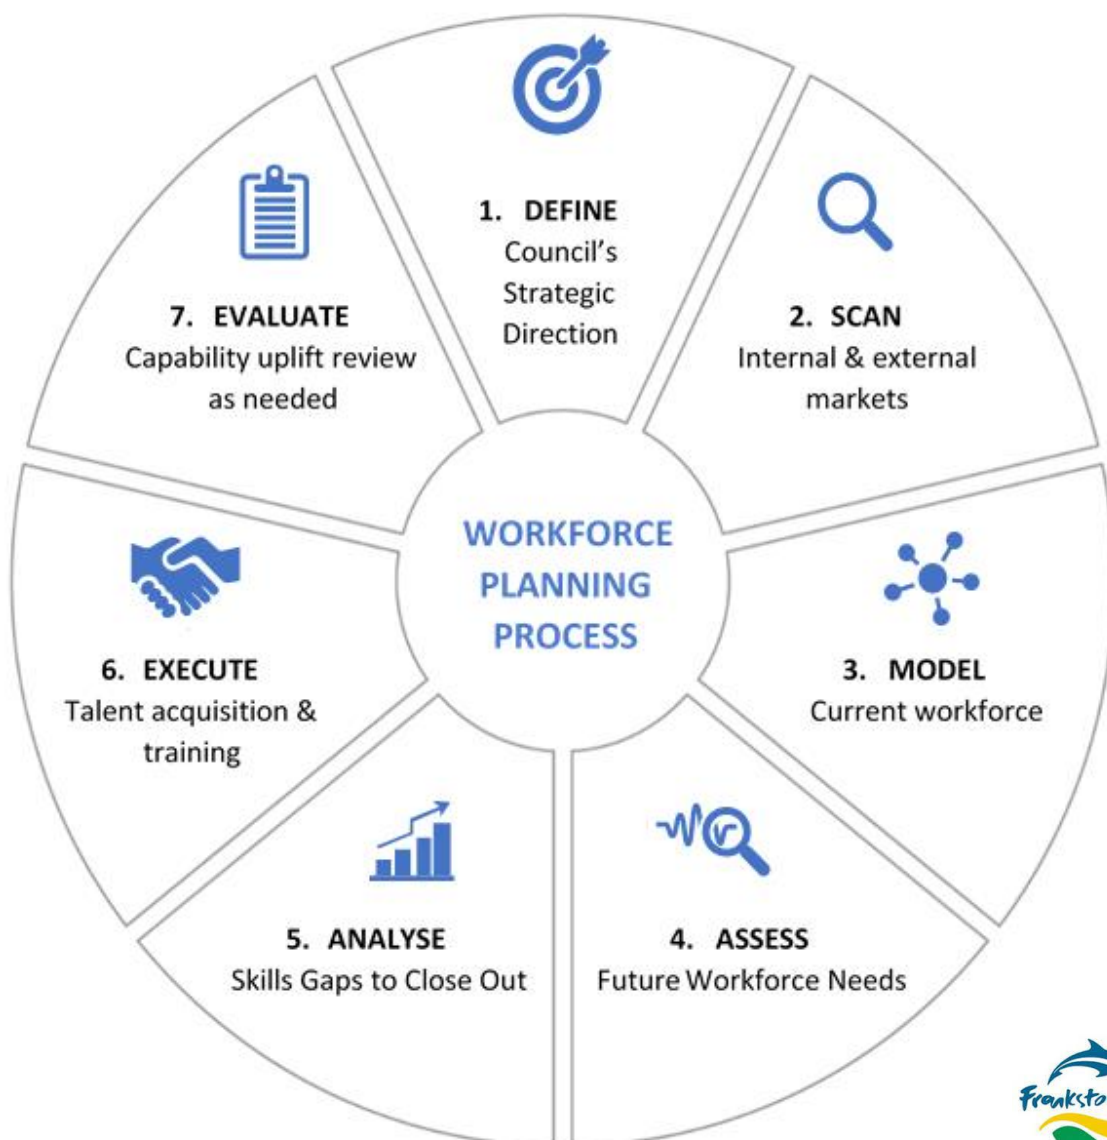 1. DEFINE
Council's
Strategic
Direction
2. SCAN
Internal & external
markets
3. MODEL
Current workforce
4. ASSESS
Future Workforce Needs
5. ANALYSE
Skills Gaps to Close Out
6. EXECUTE
Talent acquisition &
training
7. EVALUATE
Capability uplift review
as needed
WORKFORCE
PLANNING
PROCESS